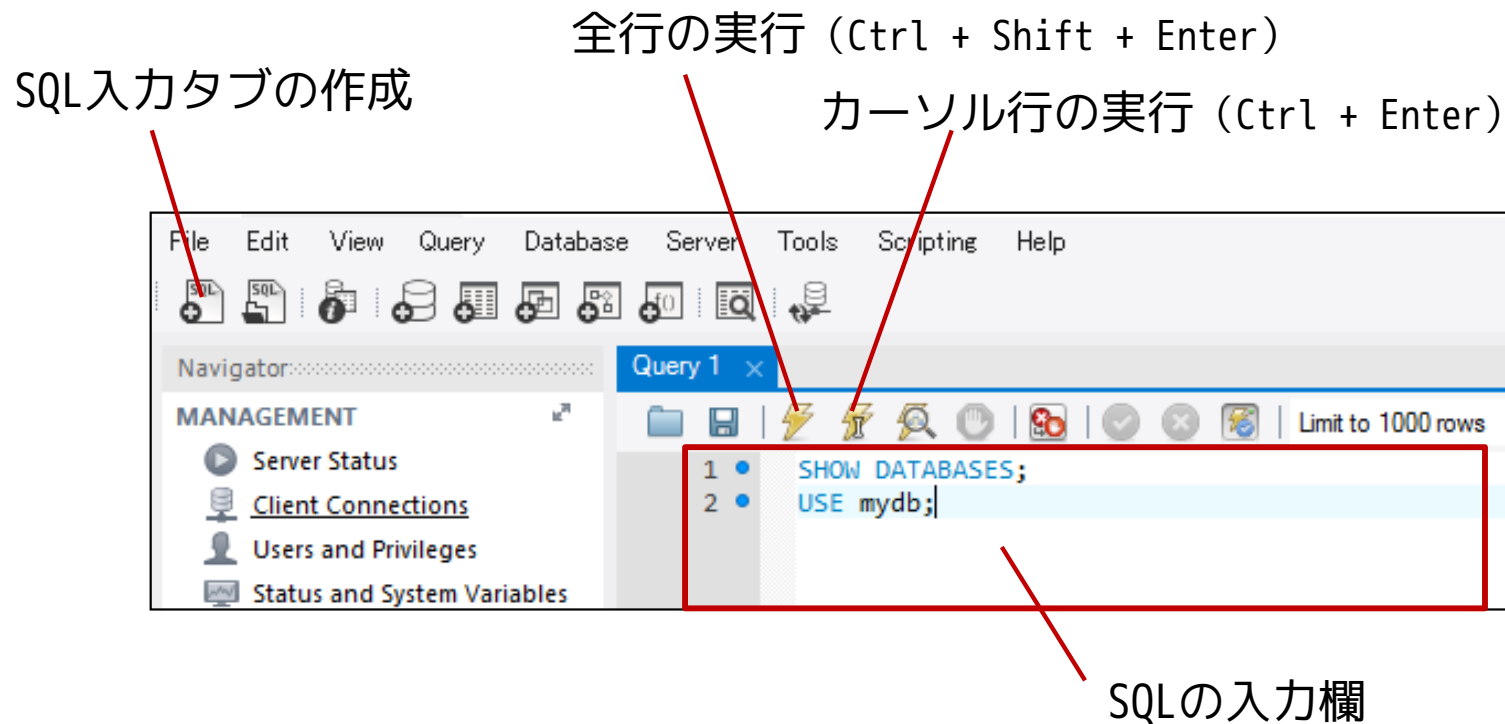 全行の実行（Ctrl + Shift + Enter）
SQL入力タブの作成
カーソル行の実行（Ctrl + Enter）
File Edit View Query Database Server Tools Scripting Help
SQL SQL
Navigator Query 1
MANAGEMENT
Limit to 1000 rows
Server Status
1 SHOW DATABASES;
Client Connections
2 USE mydb;
Users and Privileges
Status and System Variables
SQLの入力欄